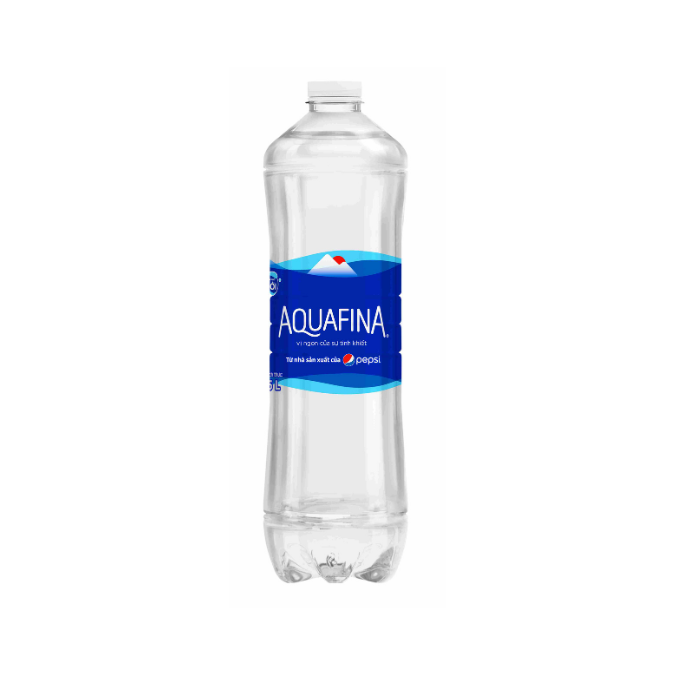 AQUAFINA
vị ngon của sự tinh khiết
Từ nhà sản xuất của pepsi